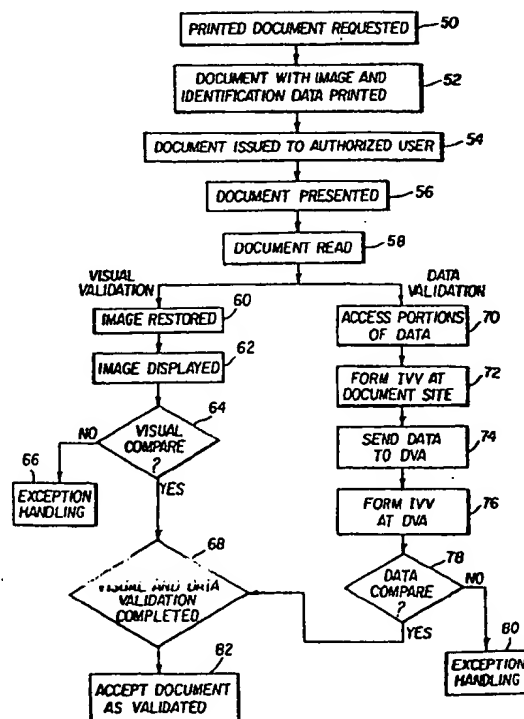 PRINTED DOCUMENT REQUESTED
50
DOCUMENT WITH IMAGE AND
IDENTIFICATION DATA PRINTED
52
DOCUMENT ISSUED TO AUTHORIZED USER
54
DOCUMENT PRESENTED
56
DOCUMENT READ
58
VISUAL
VALIDATION
IMAGE RESTORED
60
IMAGE DISPLAYED
62
VISUAL
COMPARE
?
64
NO
66
EXCEPTION
HANDLING
YES
DATA
VALIDATION
ACCESS PORTIONS
OF DATA
70
FORM IVV AT
DOCUMENT SITE
72
SEND DATA
TO DVA
74
FORM IVV
AT DVA
76
DATA
COMPARE
?
78
NO
YES
80
EXCEPTION
HANDLING
68
VISUAL AND DATA
VALIDATION
COMPLETED
82
ACCEPT DOCUMENT
AS VALIDATED